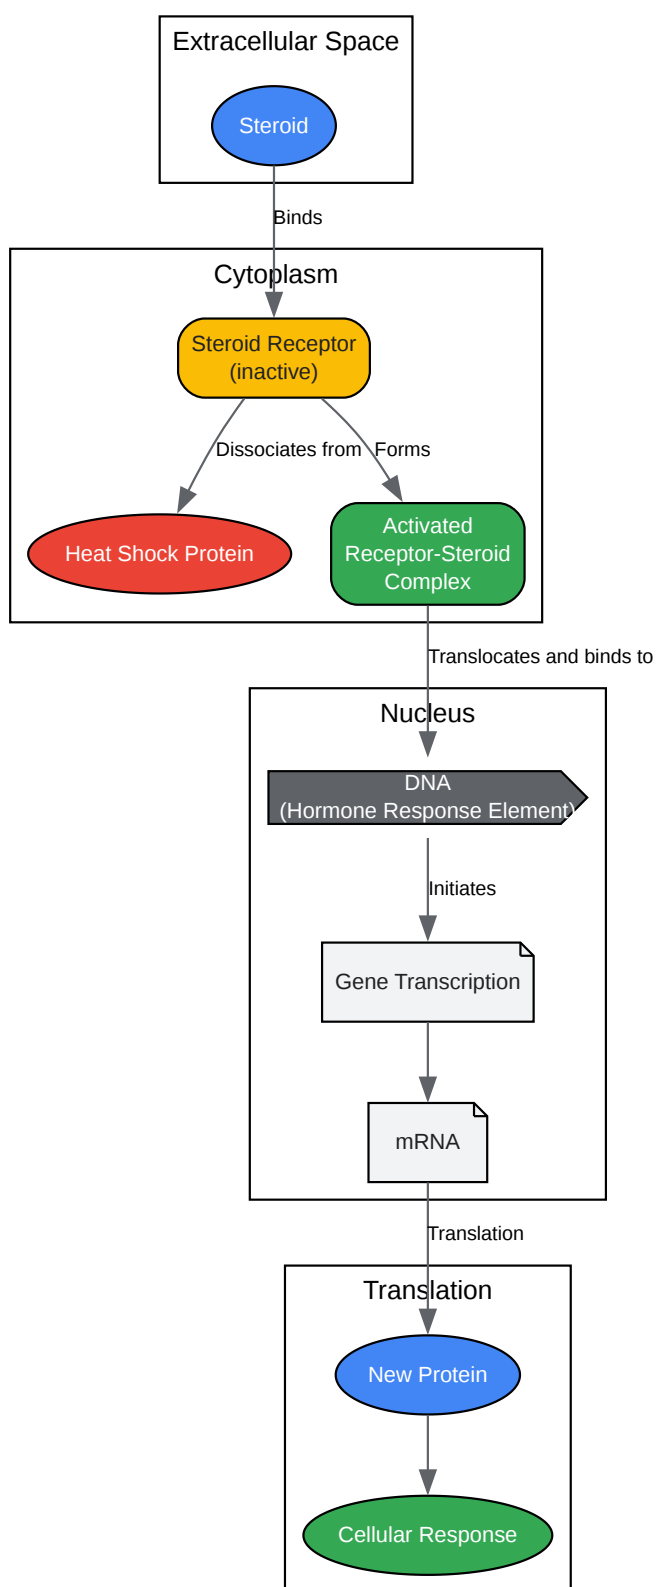 Extracellular Space
Steroid
Binds
Cytoplasm
Steroid Receptor
(inactive)
Dissociates from
Forms
Heat Shock Protein
Activated
Receptor-Steroid
Complex
Translocates and binds to
Nucleus
DNA
(Hormone Response Element)
Initiates
Gene Transcription
mRNA
Translation
Translation
New Protein
Cellular Response